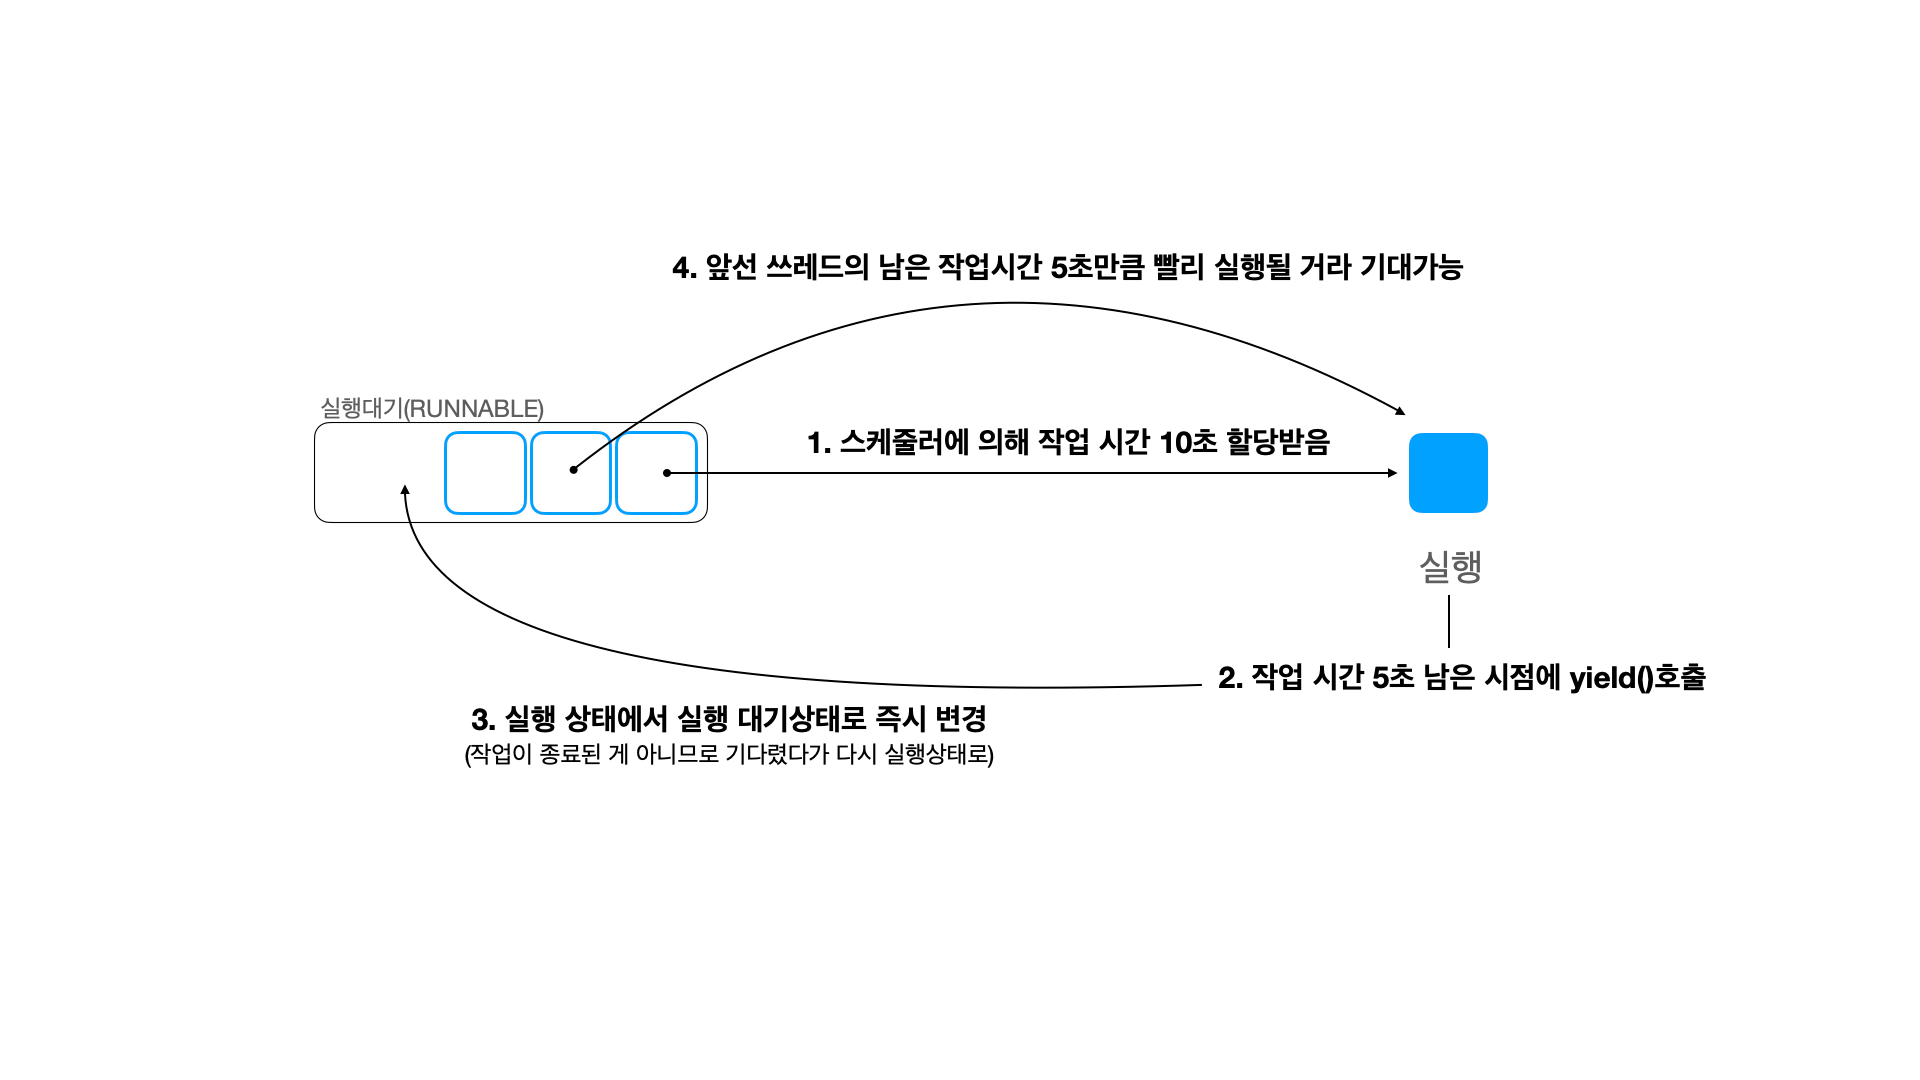 4. 앞선 쓰레드의 남은 작업시간 5초만큼 빨리 실행될 거라 기대가능
실행대기(RUNNABLE)
1. 스케줄러에 의해 작업 시간 10초 할당받음
실행
2. 작업 시간 5초 남은 시점에 yield()호출
3. 실행 상태에서 실행 대기상태로 즉시 변경
(작업이 종료된 게 아니므로 기다렸다가 다시 실행상태로)